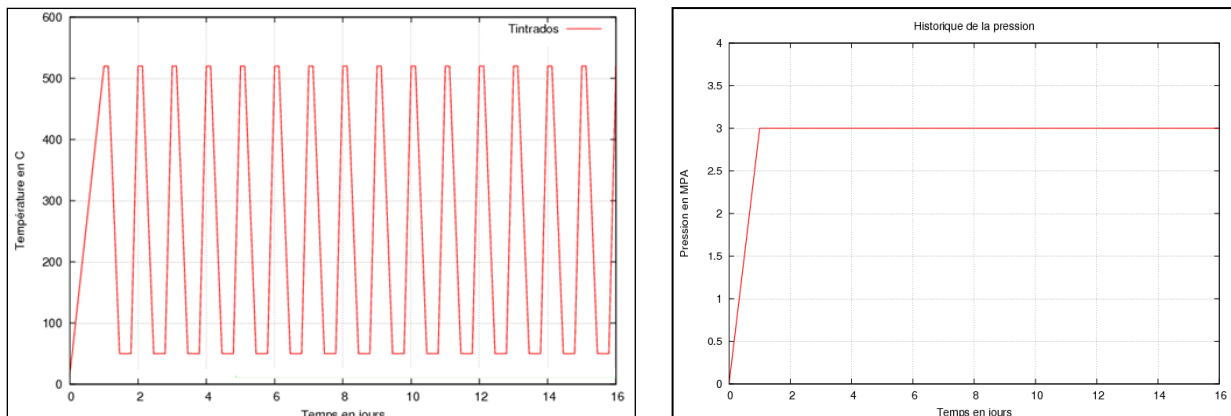 600
500
400
300
200
100
0
Température en C
Tintrados
0 2 4 6 8 10 12 14 16
Temps en jours
Historique de la pression
4
3.5
3
2.5
2
1.5
1
0.5
0
Pression en MPA
0 2 4 6 8 10 12 14 16
Temps en jours